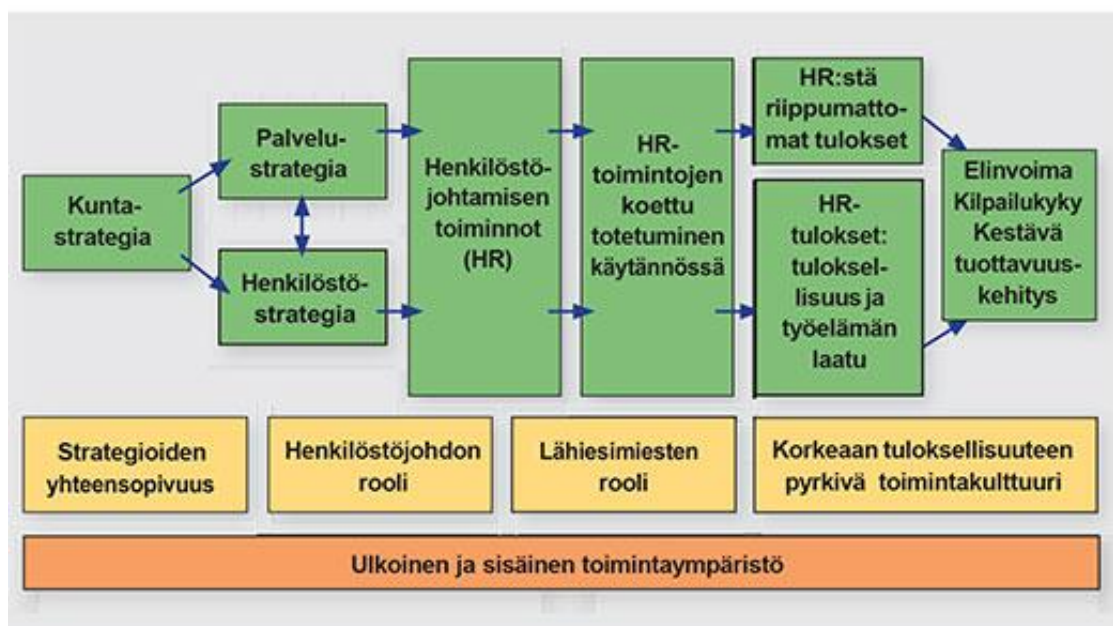 Kunta-
strategia
Palvelu-
strategia
Henkilöstö-
strategia
Henkilöstö-
johtamisen
toiminnot
(HR)
HR-
toimintojen
koettu
totetuminen
käytännössä
HR:stä
riippumatto-
mat tulokset
HR-
tulokset:
tuloksel-
lisuus ja
työelämän
laatu
Elinvoima
Kilpailukyky
Kestävä
tuottavuus-
kehitys
Strategioiden
yhteensopivuus
Henkilöstöjohdon
rooli
Lähiesimiesten
rooli
Korkeaan tuloksellisuuteen
pyrkivä toimintakulttuuri
Ulkoinen ja sisäinen toimintaympäristö